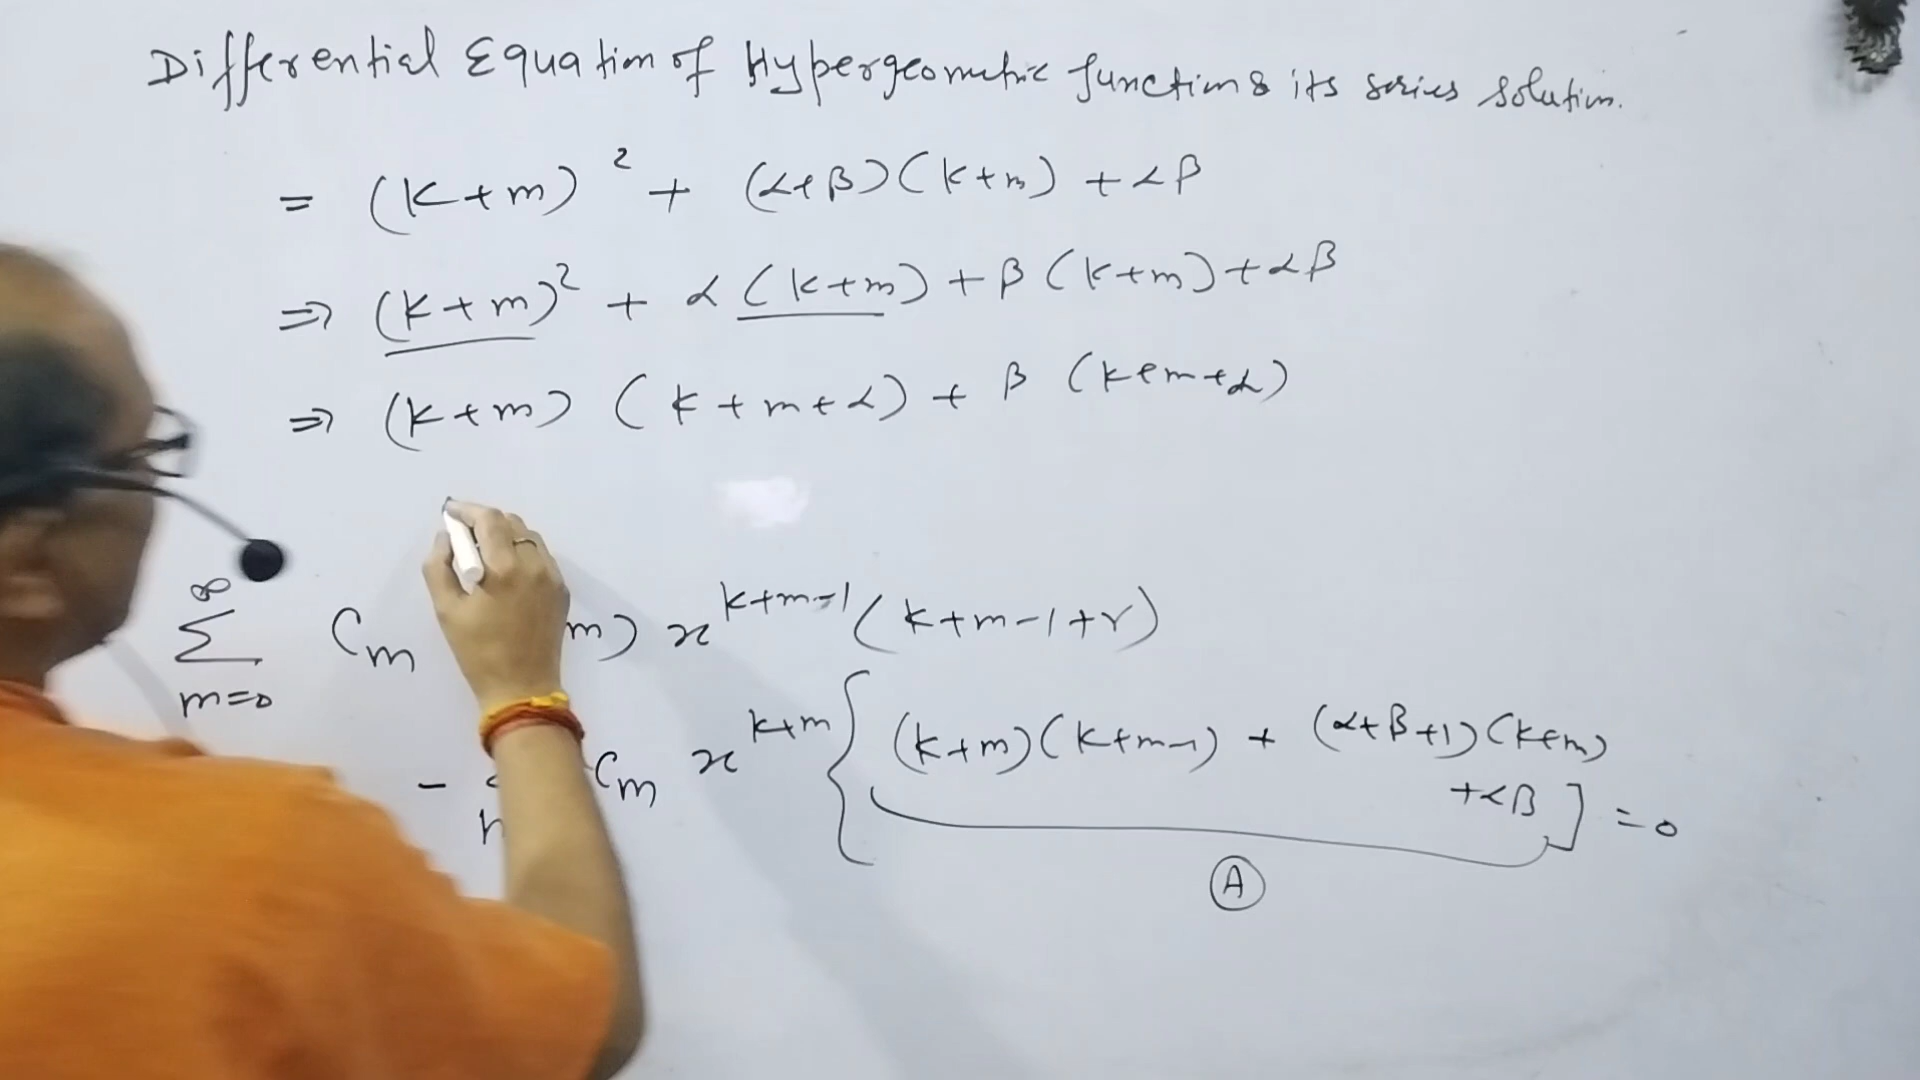 Differential Equation of Hypergeometric function & its series solution.
= (k+m)² + (α+β)(k+m) + αβ
⇒ (k+m)² + α(k+m) + β(k+m) + αβ
⇒ (k+m)(k+m+α) + β(k+m+α)
∞
Σ Cm m) x^{k+m-1} (k+m-1+γ)
m=0
- Cm x^{k+m} { (k+m)(k+m-1) + (α+β+1)(k+m)
+αβ ] = 0
Ⓐ